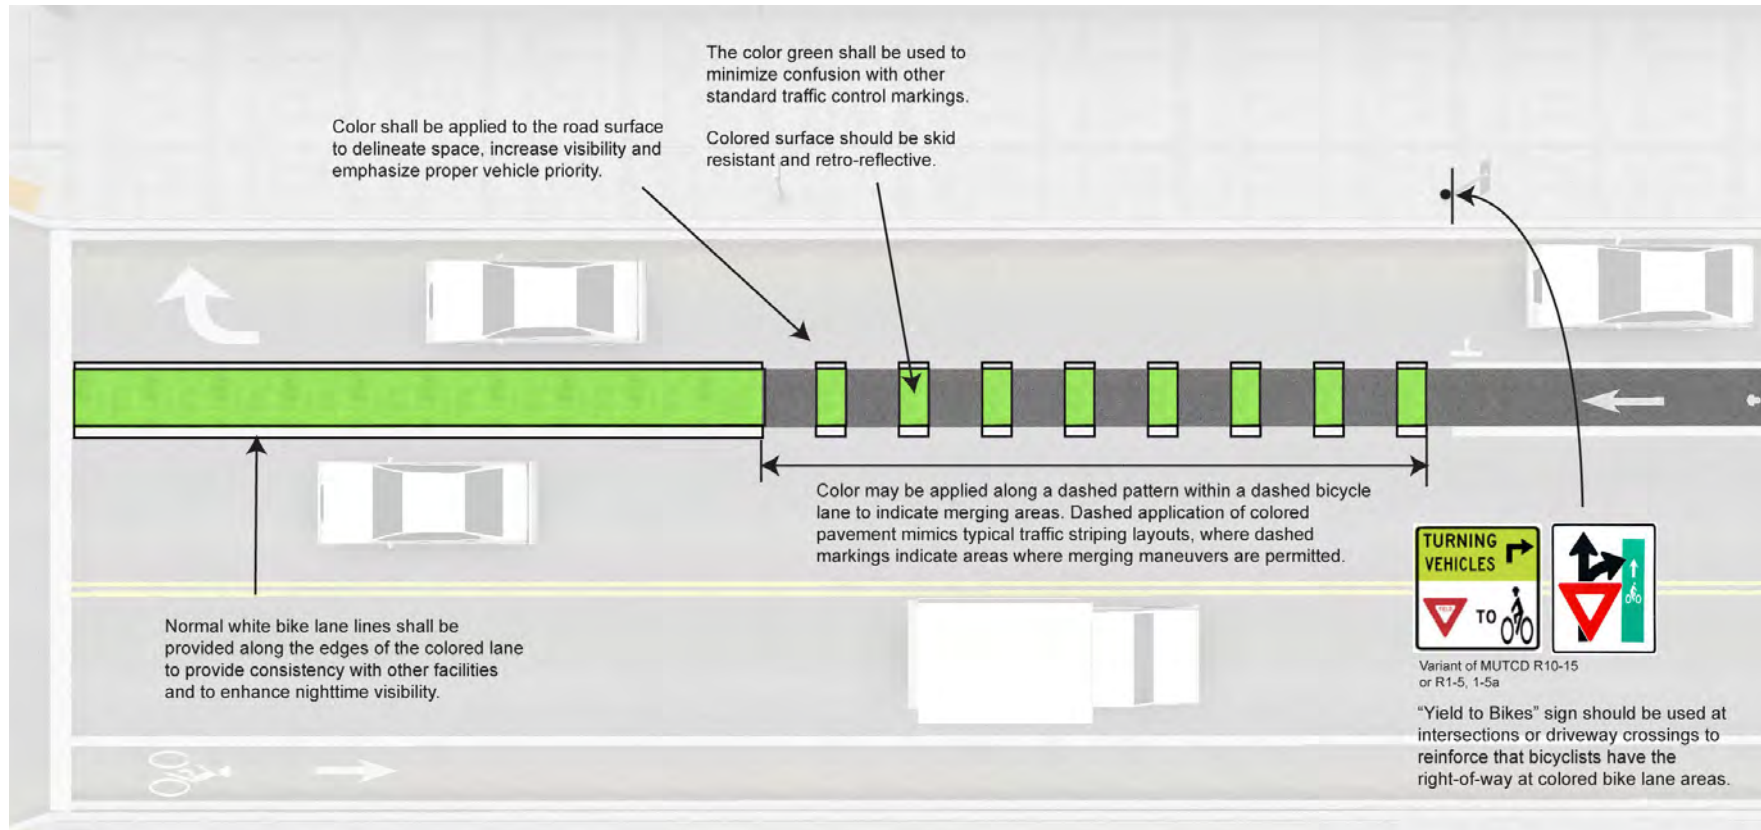 The color green shall be used to
minimize confusion with other
standard traffic control markings.
Colored surface should be skid
resistant and retro-reflective.
Color shall be applied to the road surface
to delineate space, increase visibility and
emphasize proper vehicle priority.
Color may be applied along a dashed pattern within a dashed bicycle
lane to indicate merging areas. Dashed application of colored
pavement mimics typical traffic striping layouts, where dashed
markings indicate areas where merging maneuvers are permitted.
Normal white bike lane lines shall be
provided along the edges of the colored lane
to provide consistency with other facilities
and to enhance nighttime visibility.
TURNING
VEHICLES
YIELD
TO
Variant of MUTCD R10-15
or R1-5, 1-5a
“Yield to Bikes” sign should be used at
intersections or driveway crossings to
reinforce that bicyclists have the
right-of-way at colored bike lane areas.